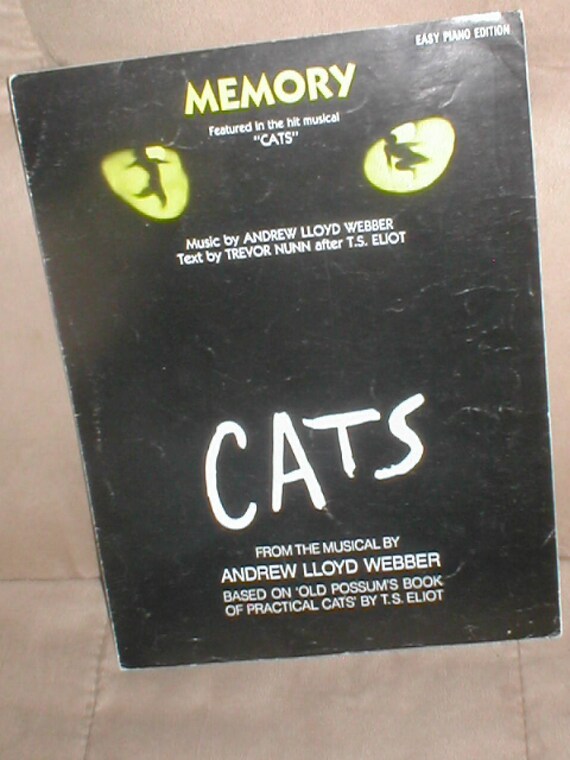 EASY PIANO EDITION
MEMORY
Featured in the hit musical
"CATS"
Music by ANDREW LLOYD WEBBER
Text by TREVOR NUNN after T.S. ELIOT
CATS
FROM THE MUSICAL BY
ANDREW LLOYD WEBBER
BASED ON 'OLD POSSUM'S BOOK
OF PRACTICAL CATS' BY T.S. ELIOT